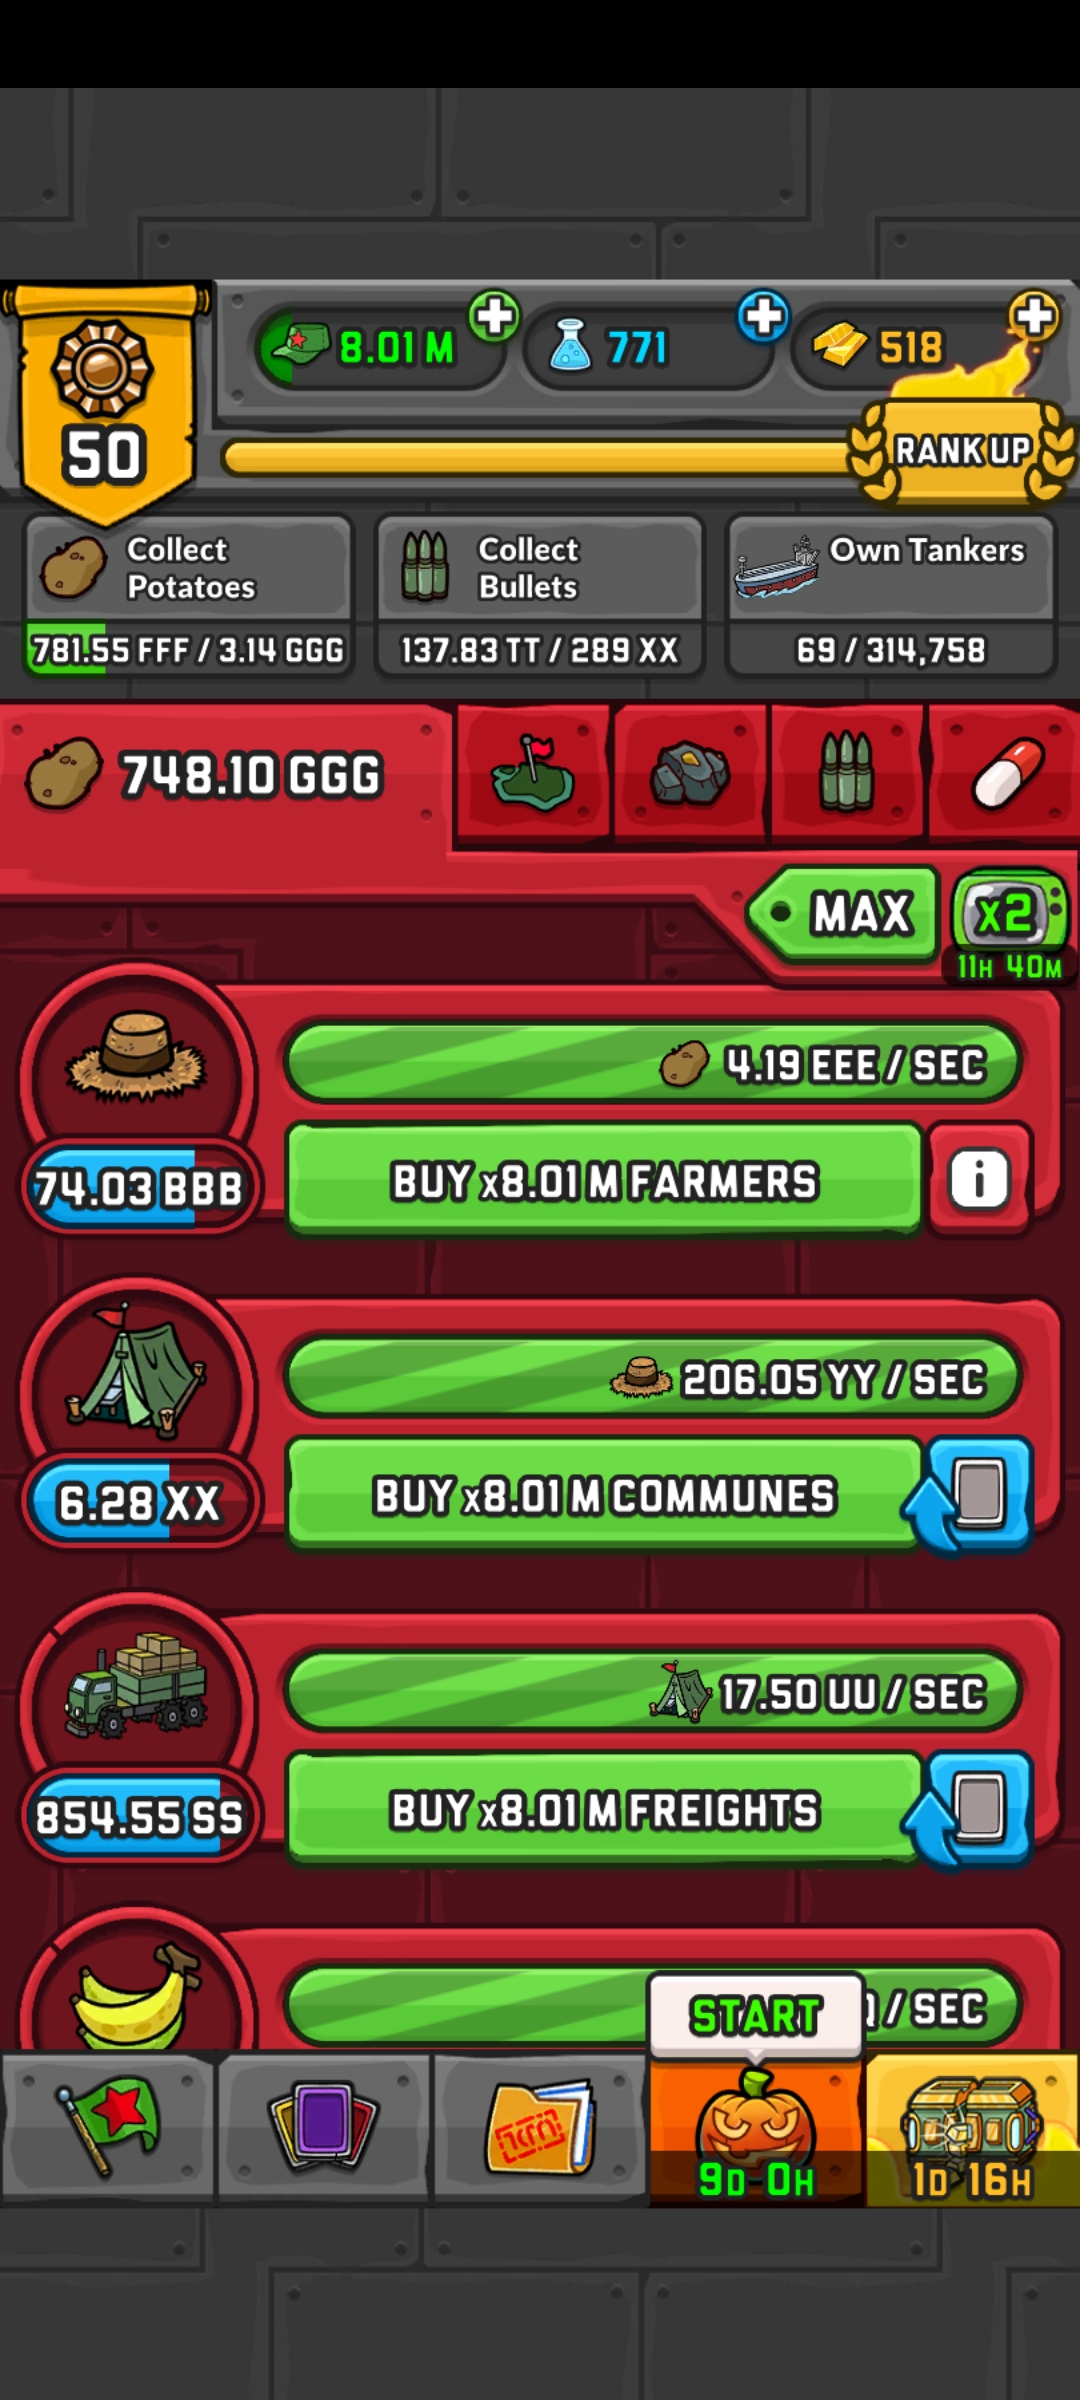 8.01 M
771
518
50
RANK UP
Collect
Potatoes
Collect
Bullets
Own Tankers
781.55 FFF / 3.14 GGG
137.83 TT / 289 XX
69 / 314,758
748.10 GGG
MAX
x2
11H 40M
4.19 EEE / SEC
74.03 BBB
BUY x8.01 M FARMERS
i
206.05 YY / SEC
6.28 XX
BUY x8.01 M COMMUNES
17.50 UU / SEC
854.55 SS
BUY x8.01 M FREIGHTS
/ SEC
START
9D 0H
1D 16H